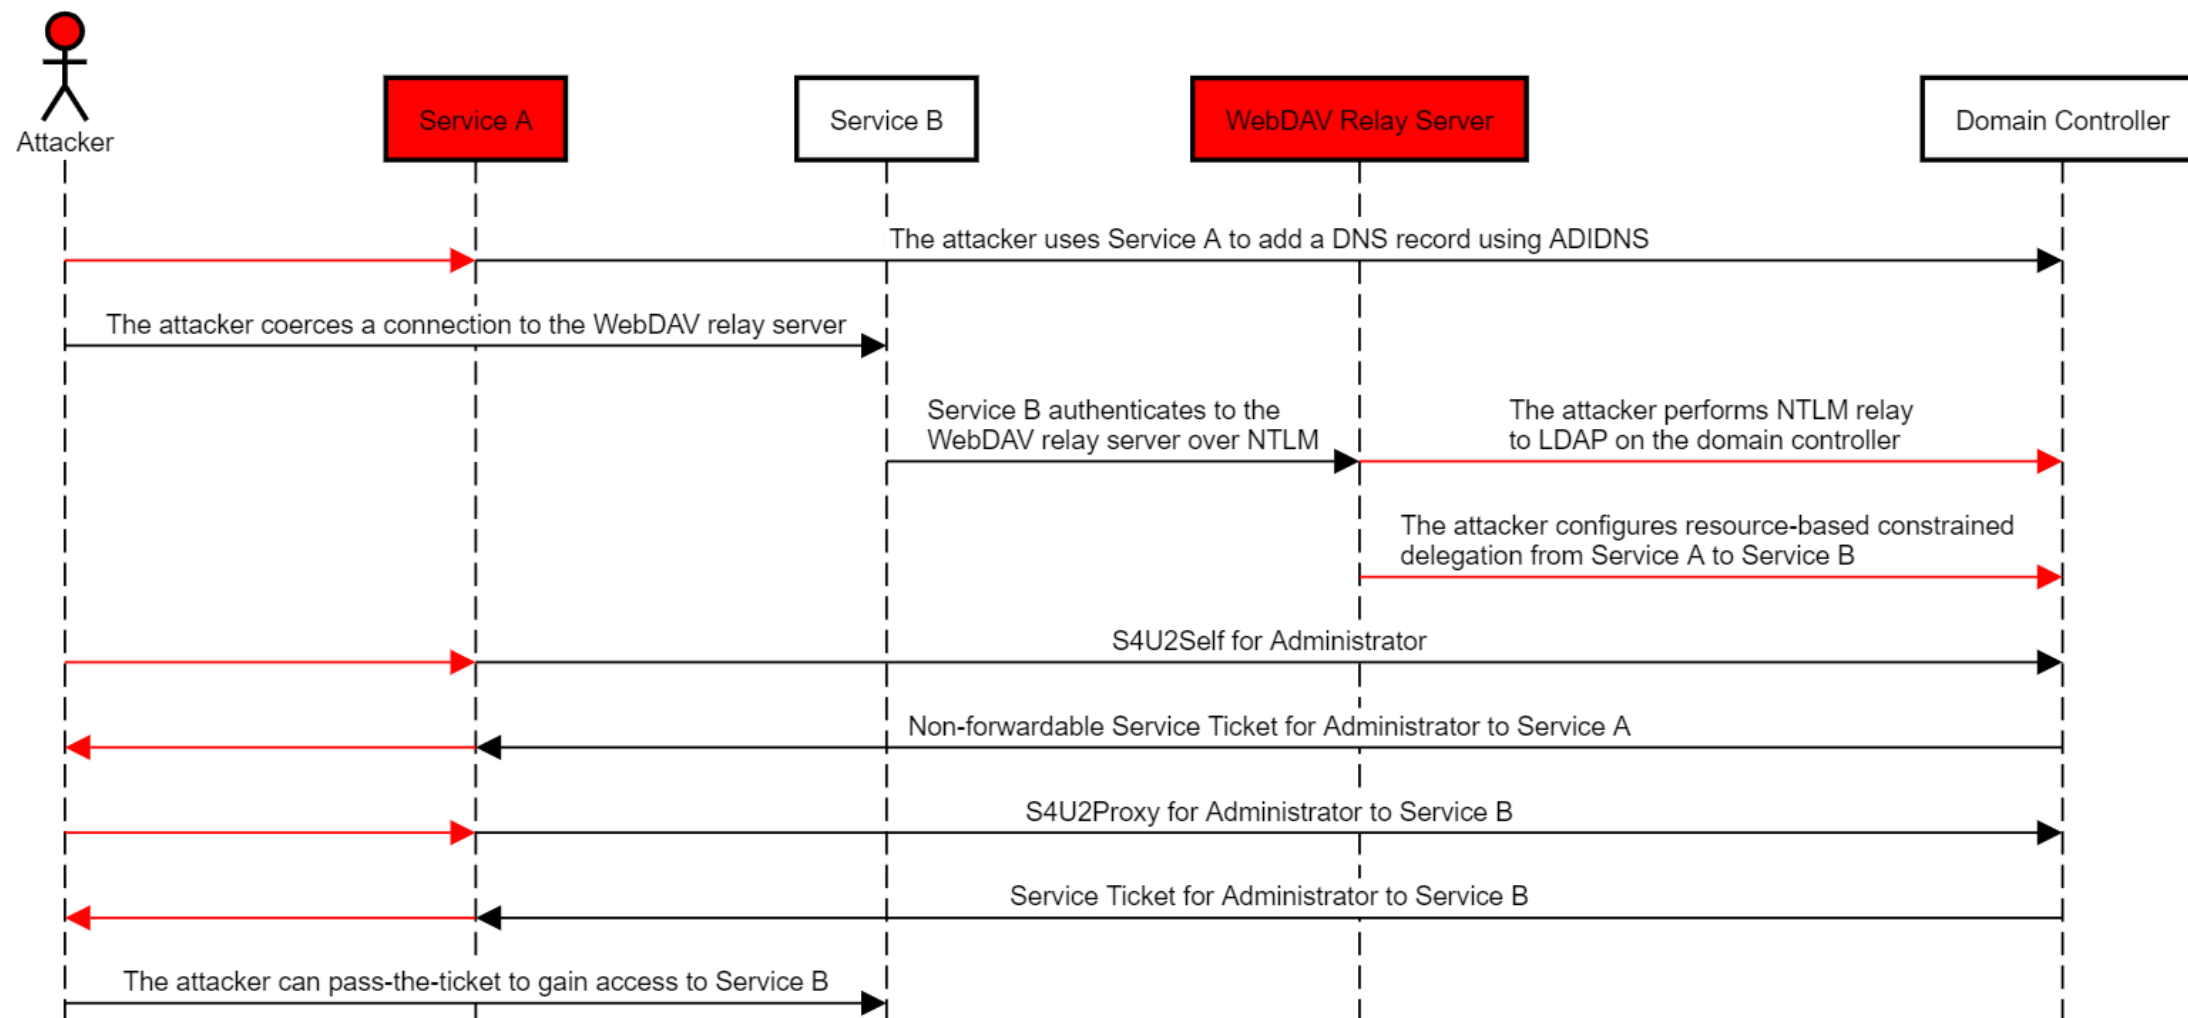 Attacker
Service A
Service B
WebDAV Relay Server
Domain Controller
The attacker uses Service A to add a DNS record using ADIDNS
The attacker coerces a connection to the WebDAV relay server
Service B authenticates to the
WebDAV relay server over NTLM
The attacker performs NTLM relay
to LDAP on the domain controller
The attacker configures resource-based constrained
delegation from Service A to Service B
S4U2Self for Administrator
Non-forwardable Service Ticket for Administrator to Service A
S4U2Proxy for Administrator to Service B
Service Ticket for Administrator to Service B
The attacker can pass-the-ticket to gain access to Service B